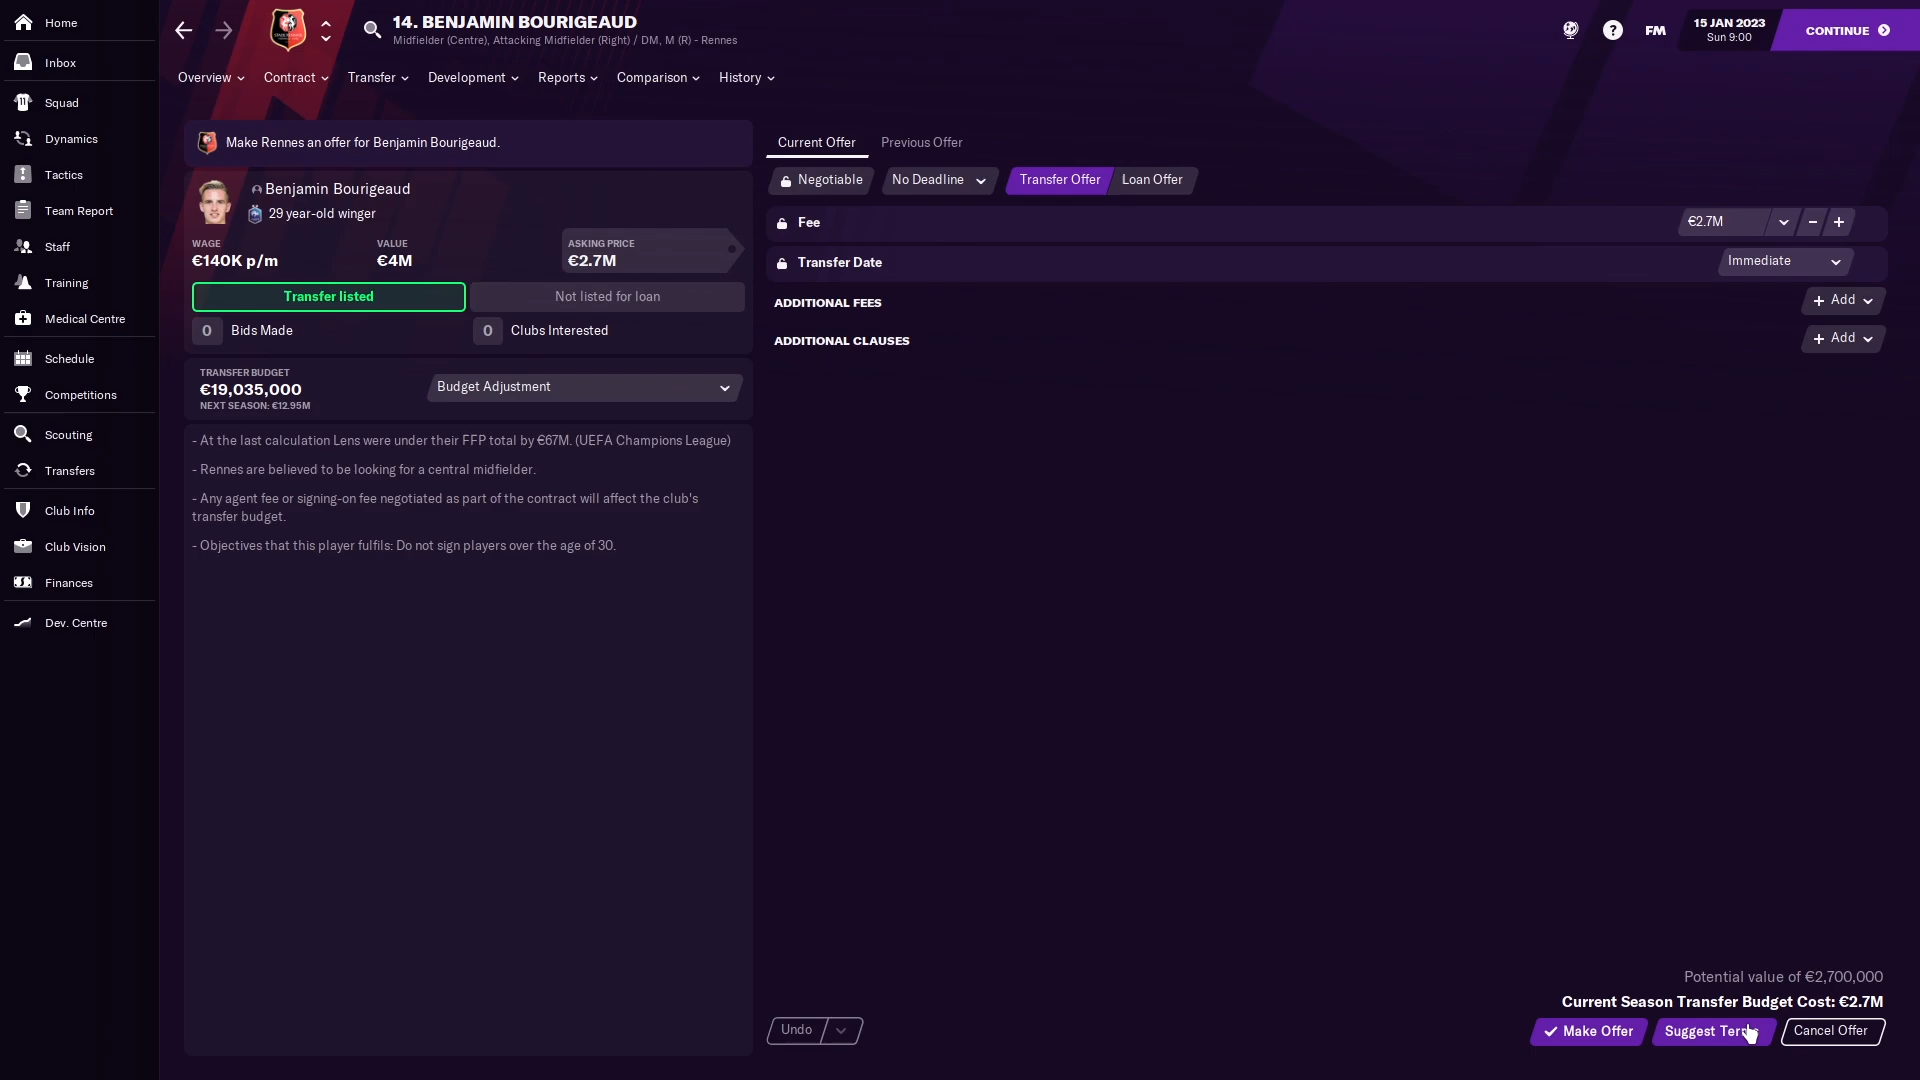 Home
Inbox
Squad
Dynamics
Tactics
Team Report
Staff
Training
Medical Centre
Schedule
Competitions
Scouting
Transfers
Club Info
Club Vision
Finances
Dev. Centre
14. BENJAMIN BOURIGEAUD
Midfielder (Centre), Attacking Midfielder (Right) / DM, M (R) - Rennes
FM
15 JAN 2023
Sun 9:00
CONTINUE
Overview Contract Transfer Development Reports Comparison History
Make Rennes an offer for Benjamin Bourigeaud.
Benjamin Bourigeaud
29 year-old winger
WAGE VALUE ASKING PRICE
€140K p/m €4M €2.7M
Transfer listed Not listed for loan
0 Bids Made 0 Clubs Interested
TRANSFER BUDGET
€19,035,000
NEXT SEASON: €12.95M
Budget Adjustment
- At the last calculation Lens were under their FFP total by €67M. (UEFA Champions League)
- Rennes are believed to be looking for a central midfielder.
- Any agent fee or signing-on fee negotiated as part of the contract will affect the club's
transfer budget.
- Objectives that this player fulfils: Do not sign players over the age of 30.
Current Offer Previous Offer
Negotiable No Deadline Transfer Offer Loan Offer
Fee €2.7M - +
Transfer Date Immediate
ADDITIONAL FEES + Add
ADDITIONAL CLAUSES + Add
Potential value of €2,700,000
Current Season Transfer Budget Cost: €2.7M
Undo Make Offer Suggest Cancel Offer